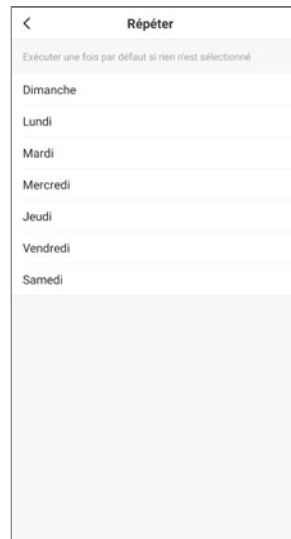 Répéter
Exécuter une fois par défaut si rien n'est sélectionné
Dimanche
Lundi
Mardi
Mercredi
Jeudi
Vendredi
Samedi